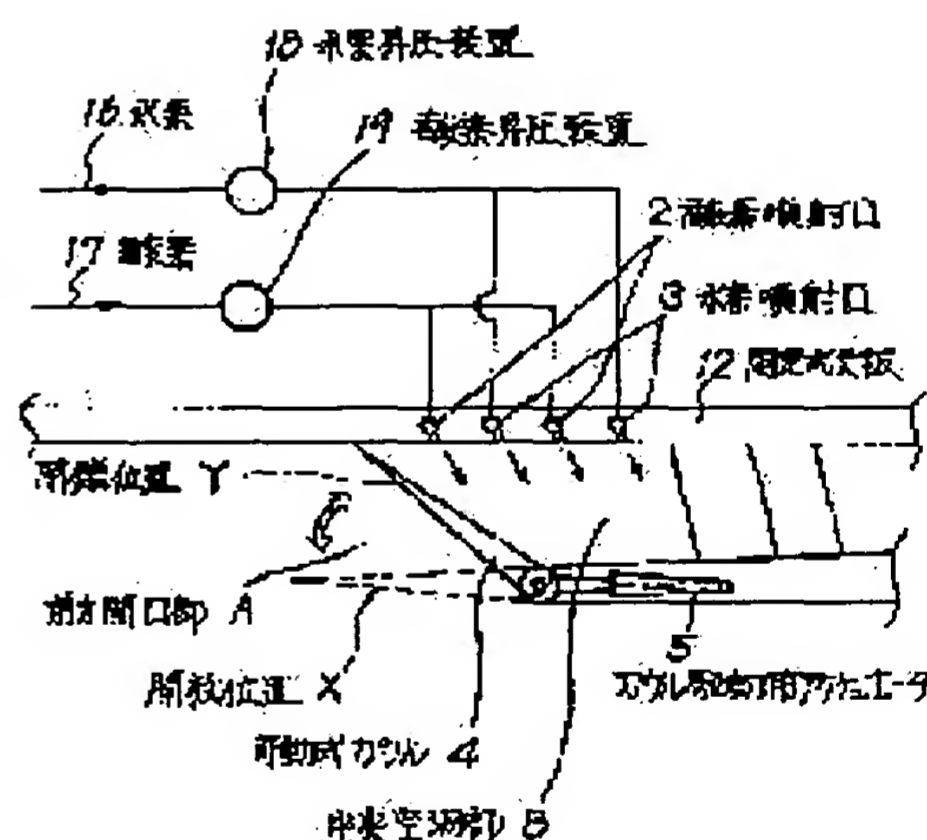 18 水素昇圧装置
16 水素
19 酸素昇圧装置
2 酸素噴射口
17 酸素
3 水素噴射口
12 固定式天板
閉鎖位置 Y
前方開口部 A
開放位置 X
5
カウル駆動用アクチュエータ
可動式カウル 4
中央空洞部 B